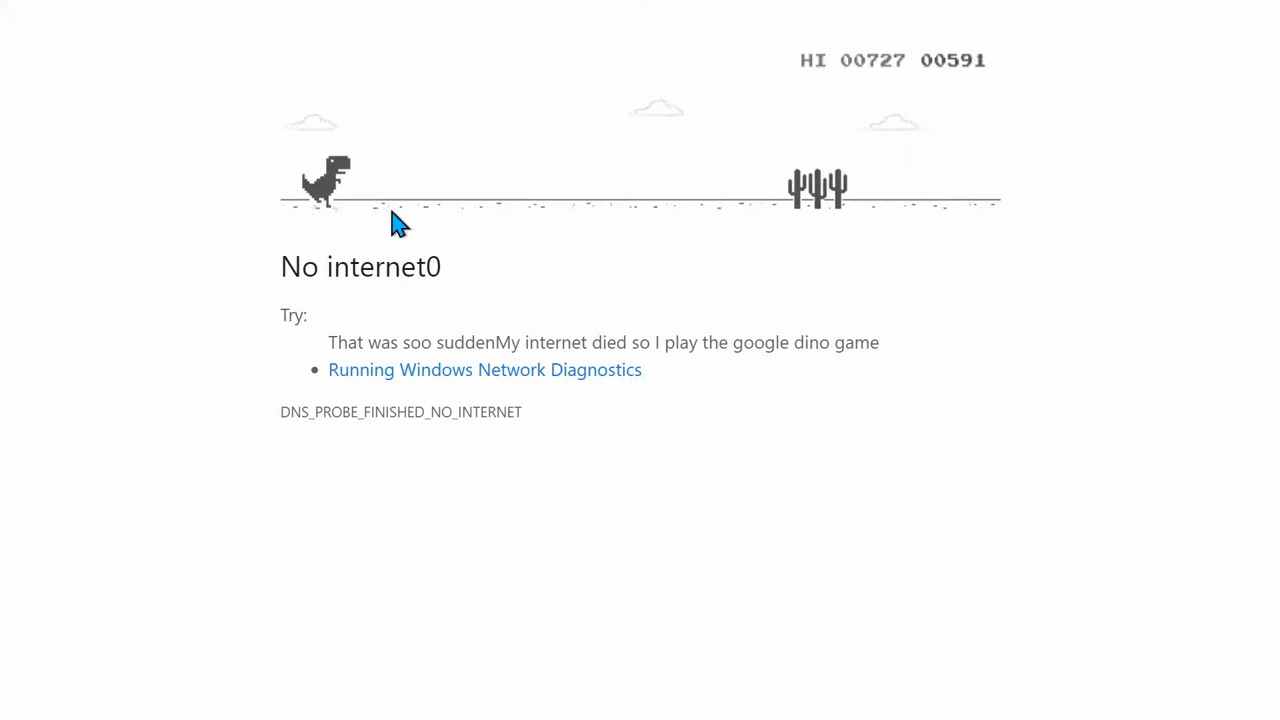 HI 00727 00591
No internet0
Try:
That was soo suddenMy internet died so I play the google dino game
Running Windows Network Diagnostics
DNS_PROBE_FINISHED_NO_INTERNET